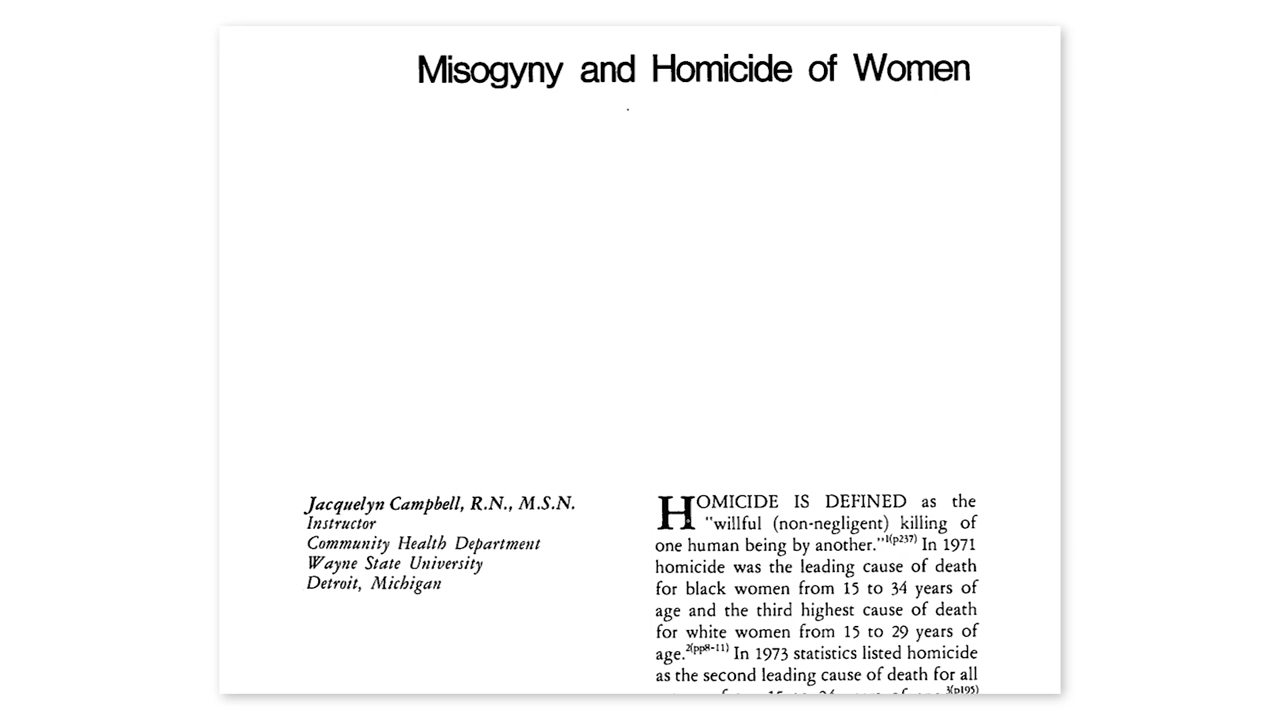 Misogyny and Homicide of Women
Jacquelyn Campbell, R.N., M.S.N.
Instructor
Community Health Department
Wayne State University
Detroit, Michigan
HOMICIDE IS DEFINED as the
"willful (non-negligent) killing of
one human being by another."1(p237) In 1971
homicide was the leading cause of death
for black women from 15 to 34 years of
age and the third highest cause of death
for white women from 15 to 29 years of
age.2(pp8-11) In 1973 statistics listed homicide
as the second leading cause of death for all
3(p195)